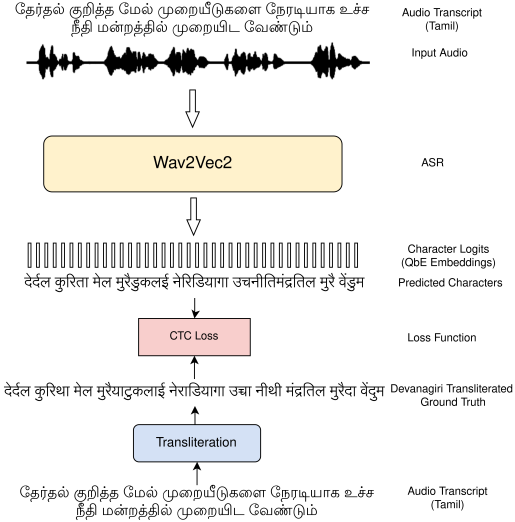 தேர்தல் குறித்த மேல் முறையீடுகளை நேரடியாக உச்ச
நீதி மன்றத்தில் முறையிட வேண்டும்
Audio Transcript
(Tamil)
Input Audio
Wav2Vec2
ASR
Character Logits
(QbE Embeddings)
देर्दल कुरिता मेल मुरैडुकलई नेरिडियागा उचनीतिमंद्रतिल मुरै वेंडुम
Predicted Characters
CTC Loss
Loss Function
देर्दल कुरिथा मेल मुरैयाटुकलाई नेराडियागा उच्चा नीथी मंद्रतिल मुरैदा वेंदुम
Devanagiri Transliterated
Ground Truth
Transliteration
தேர்தல் குறித்த மேல் முறையீடுகளை நேரடியாக உச்ச
நீதி மன்றத்தில் முறையிட வேண்டும்
Audio Transcript
(Tamil)